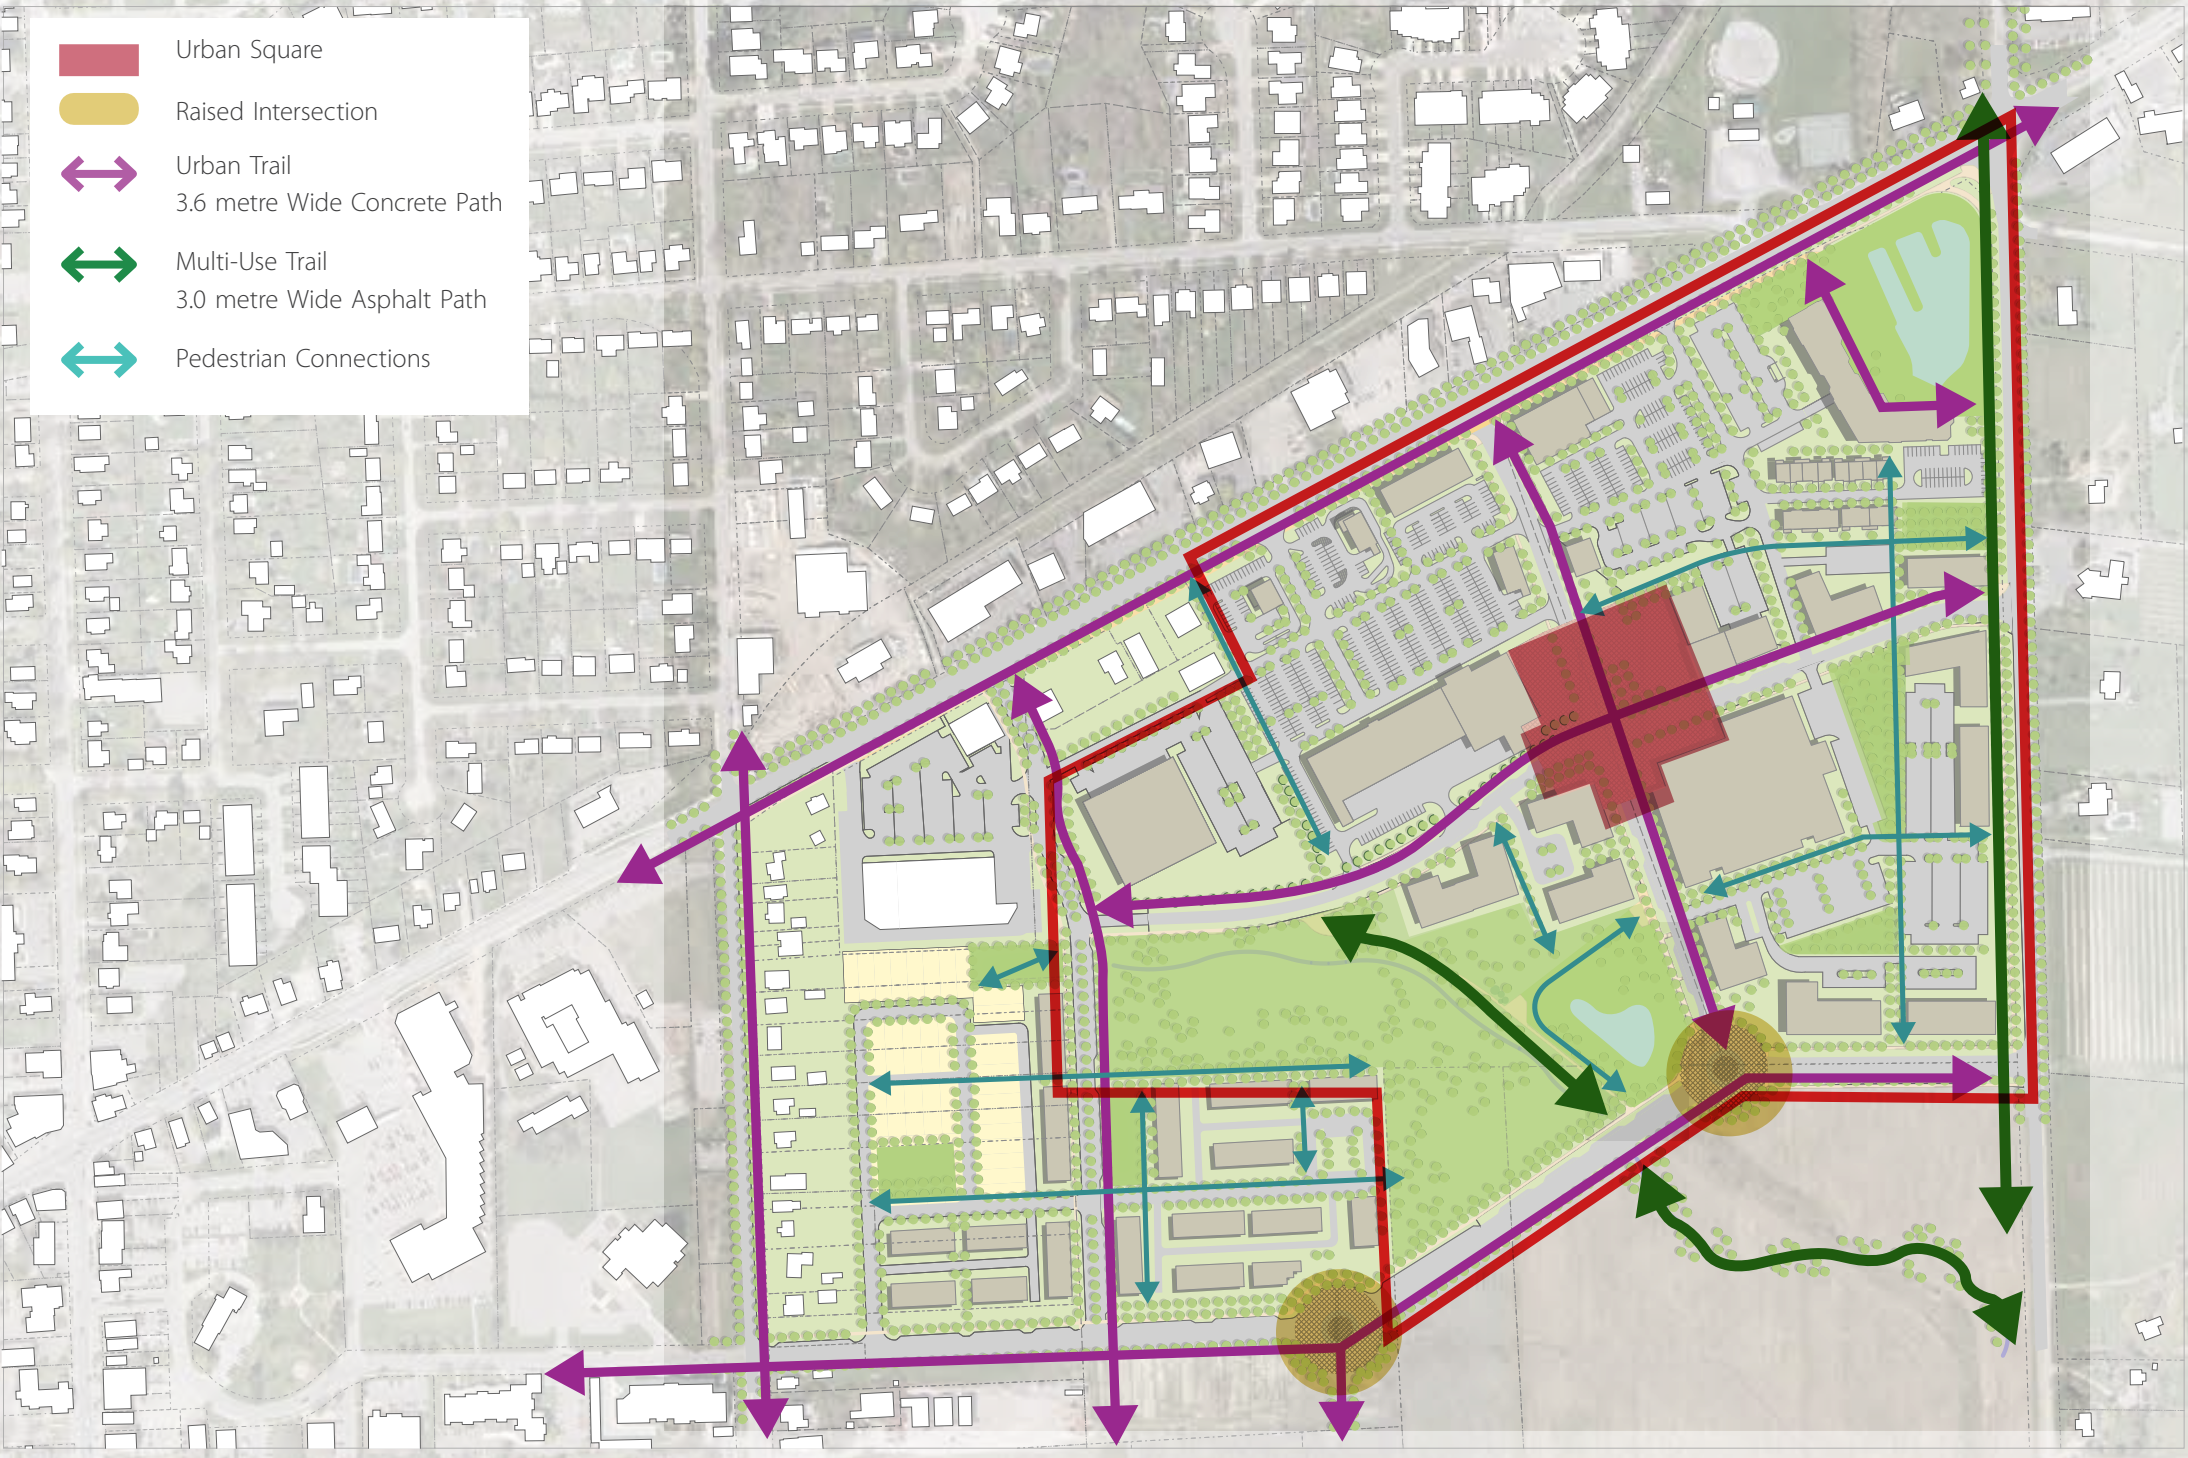 Urban Square
Raised Intersection
Urban Trail
3.6 metre Wide Concrete Path
Multi-Use Trail
3.0 metre Wide Asphalt Path
Pedestrian Connections